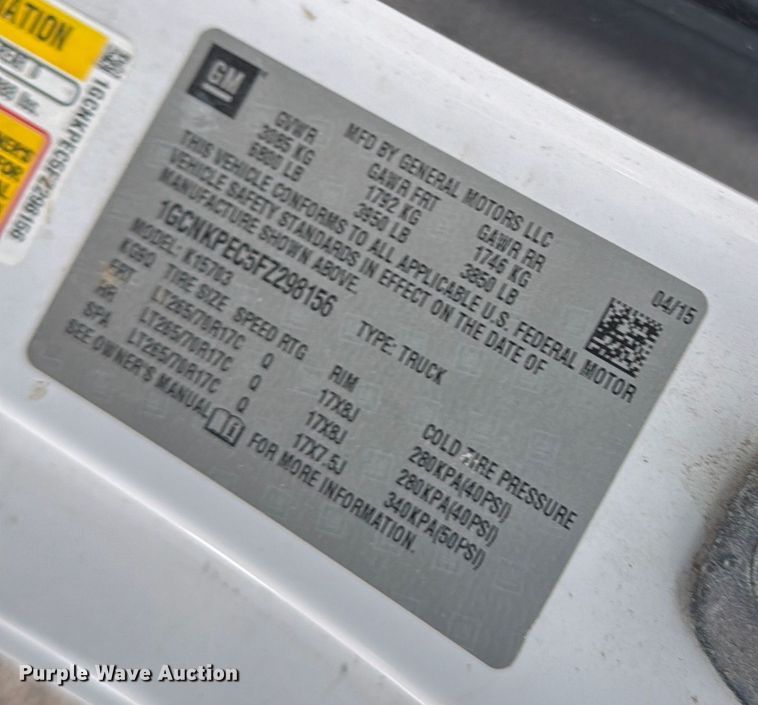 GM
MFD BY GENERAL MOTORS LLC 04/15
GVWR GAWR FRT GAWR RR
3085 KG 1792 KG 1746 KG
6800 LB 3950 LB 3850 LB
THIS VEHICLE CONFORMS TO ALL APPLICABLE U.S. FEDERAL MOTOR
VEHICLE SAFETY STANDARDS IN EFFECT ON THE DATE OF
MANUFACTURE SHOWN ABOVE.
1GCNKPEC5FZ298156 TYPE: TRUCK
MODEL: K15703
KG9Q TIRE SIZE SPEED RTG RIM COLD TIRE PRESSURE
FRT LT265/70R17C Q 17X8J 280KPA(40PSI)
RR LT265/70R17C Q 17X8J 280KPA(40PSI)
SPA LT265/70R17C Q 17X7.5J 340KPA(50PSI)
SEE OWNER'S MANUAL FOR MORE INFORMATION.
1GCNKPEC5FZ298156
FOR
Purple Wave Auction